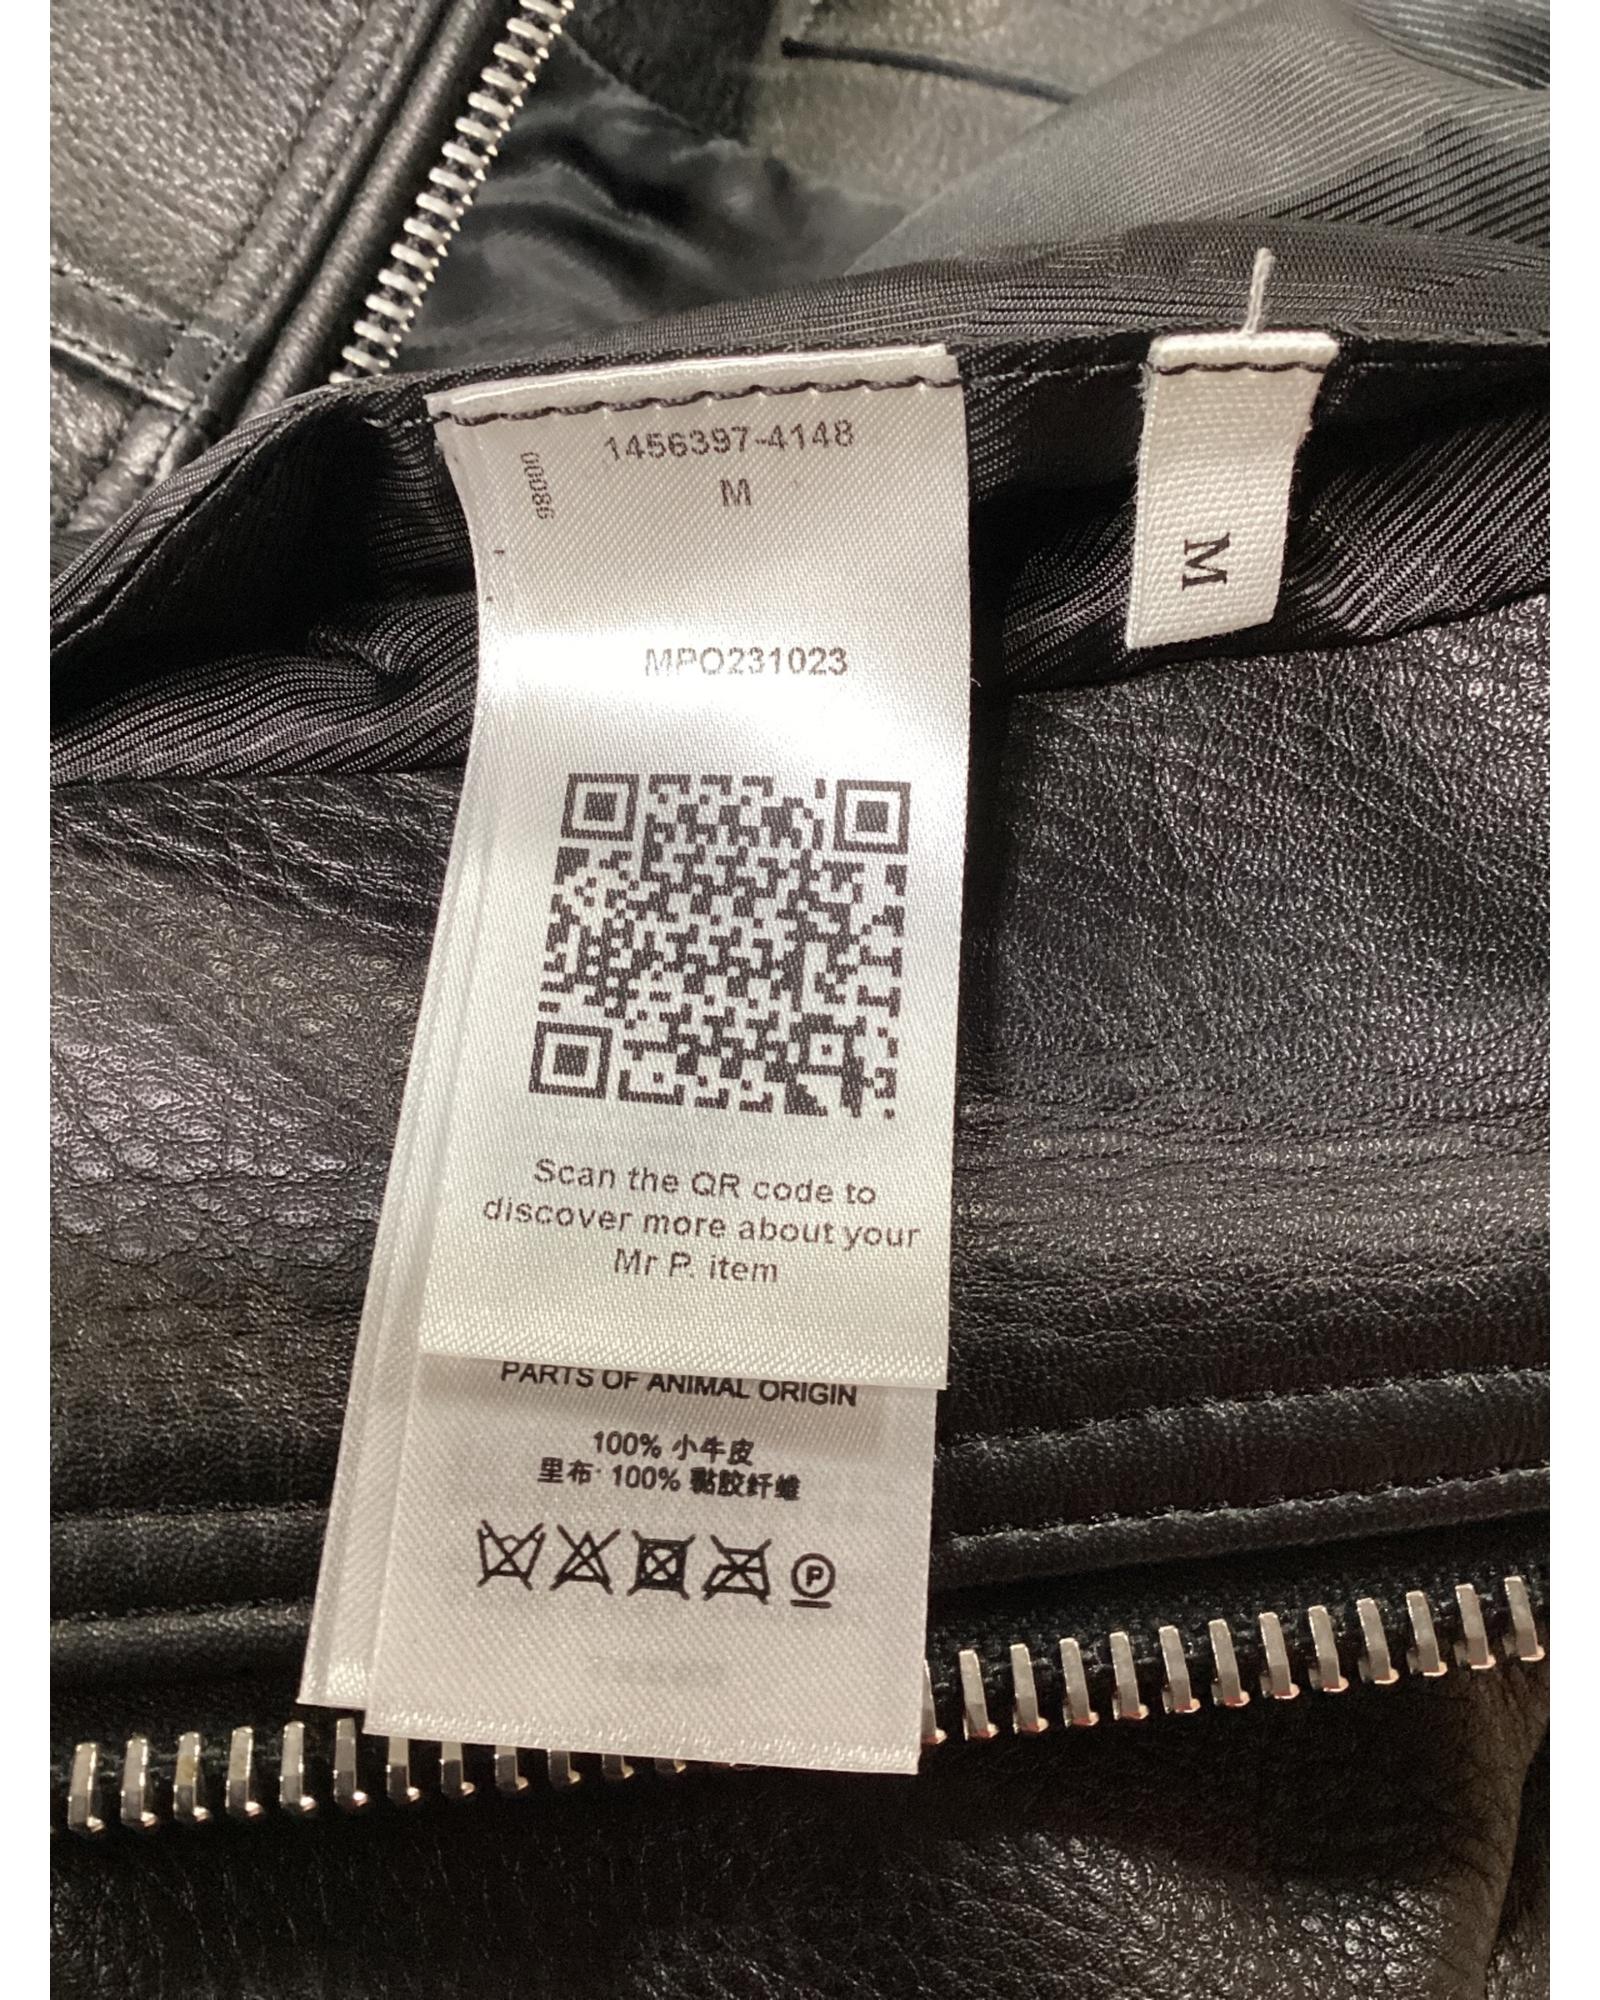 1456397-4148
M
00086
M
MPO231023
Scan the QR code to
discover more about your
Mr P. item
PARTS OF ANIMAL ORIGIN
100% 小牛皮
里布: 100% 黏胶纤维
P